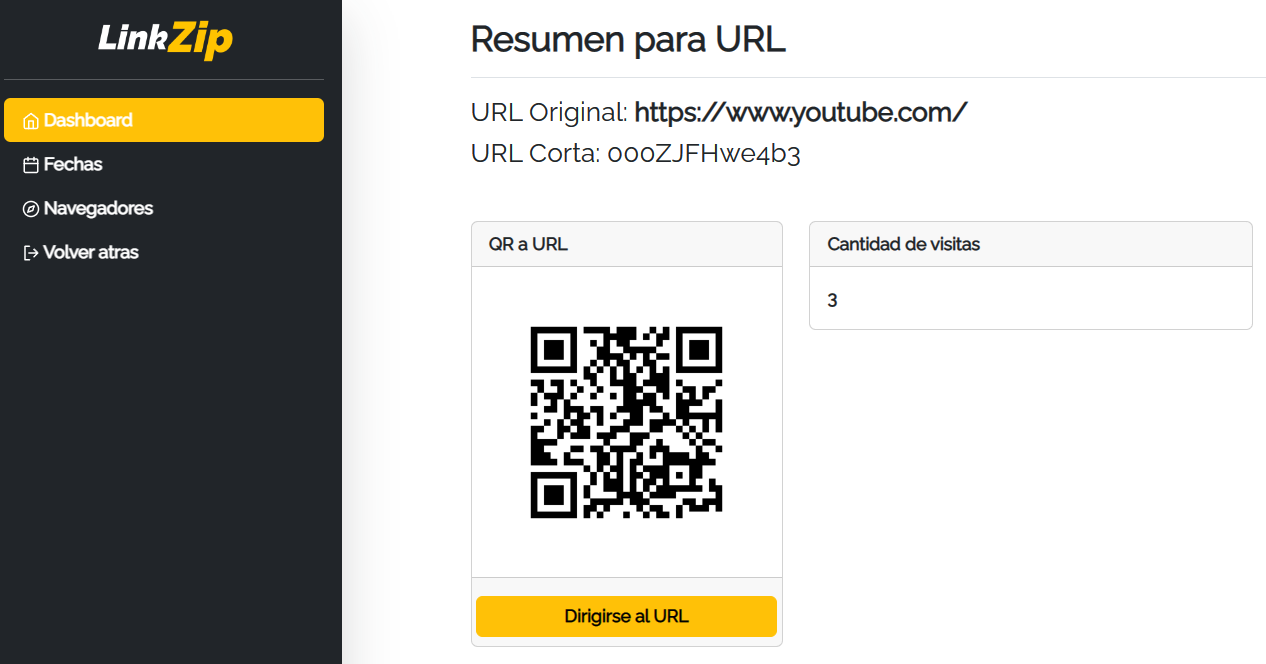 LinkZip
Dashboard
Fechas
Navegadores
Volver atras
Resumen para URL
URL Original: https://www.youtube.com/
URL Corta: 000ZJFHwe4b3
QR a URL
Dirigirse al URL
Cantidad de visitas
3